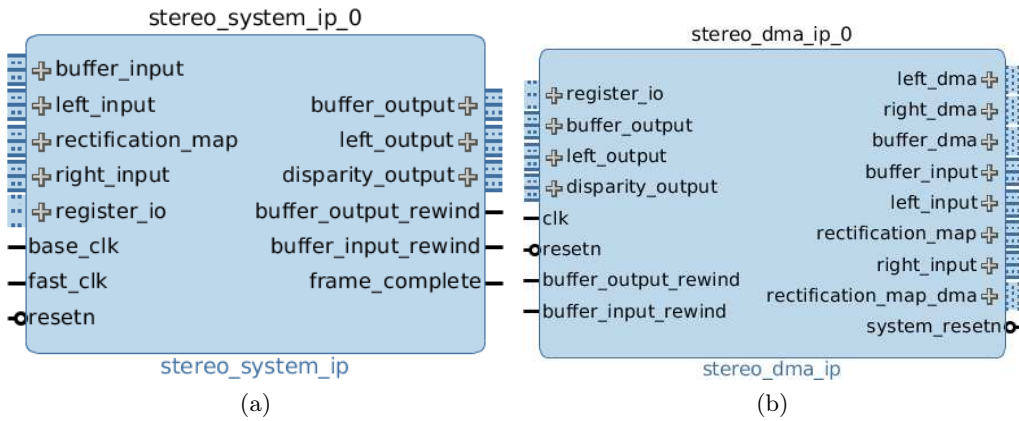 stereo_system_ip_0
buffer_input
left_input
rectification_map
right_input
register_io
base_clk
fast_clk
resetn
buffer_output
left_output
disparity_output
buffer_output_rewind
buffer_input_rewind
frame_complete
stereo_system_ip
(a)
stereo_dma_ip_0
register_io
buffer_output
left_output
disparity_output
clk
resetn
buffer_output_rewind
buffer_input_rewind
left_dma
right_dma
buffer_dma
buffer_input
left_input
rectification_map
right_input
rectification_map_dma
system_resetn
stereo_dma_ip
(b)